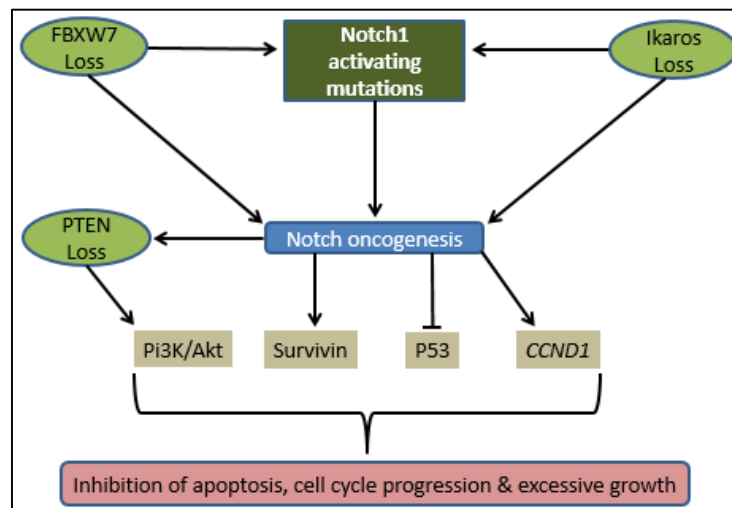 FBXW7
Loss
Notch1
activating
mutations
Ikaros
Loss
PTEN
Loss
Notch oncogenesis
Pi3K/Akt
Survivin
P53
CCND1
Inhibition of apoptosis, cell cycle progression & excessive growth